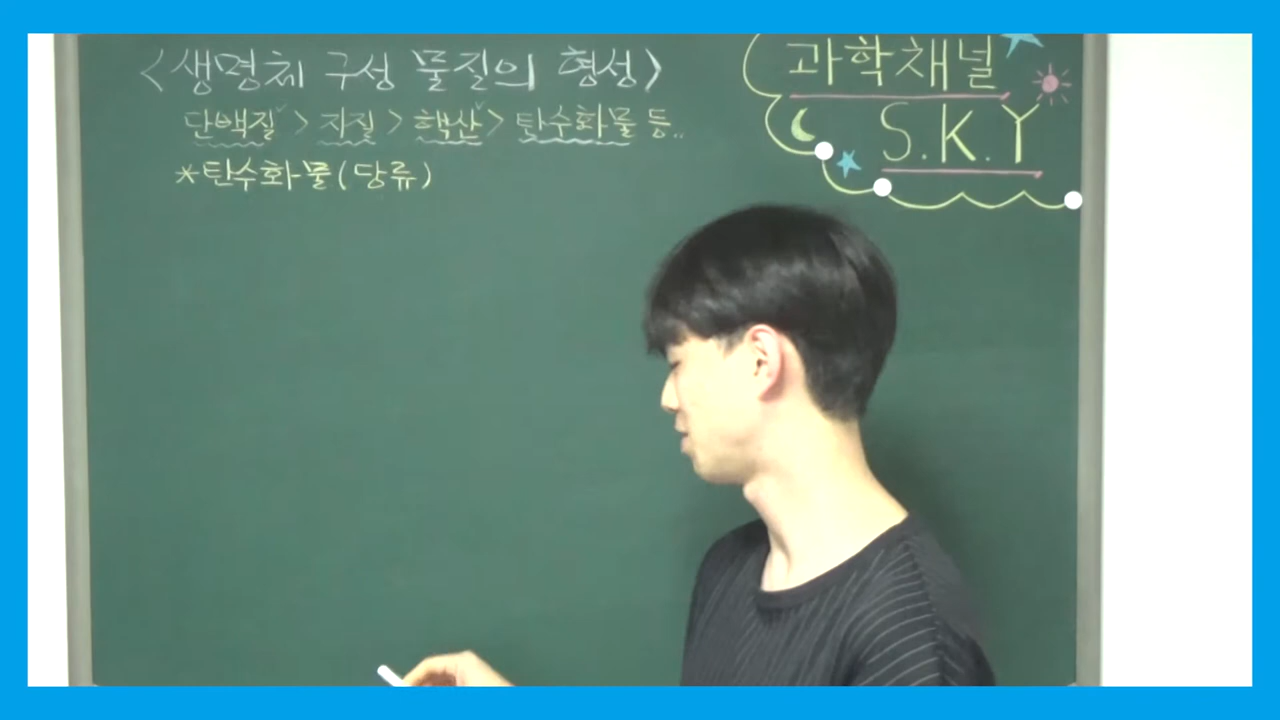 <생명체 구성 물질의 형성>
단백질 > 지질 > 핵산 > 탄수화물 등..
*탄수화물(당류)
과학채널
S.K.Y